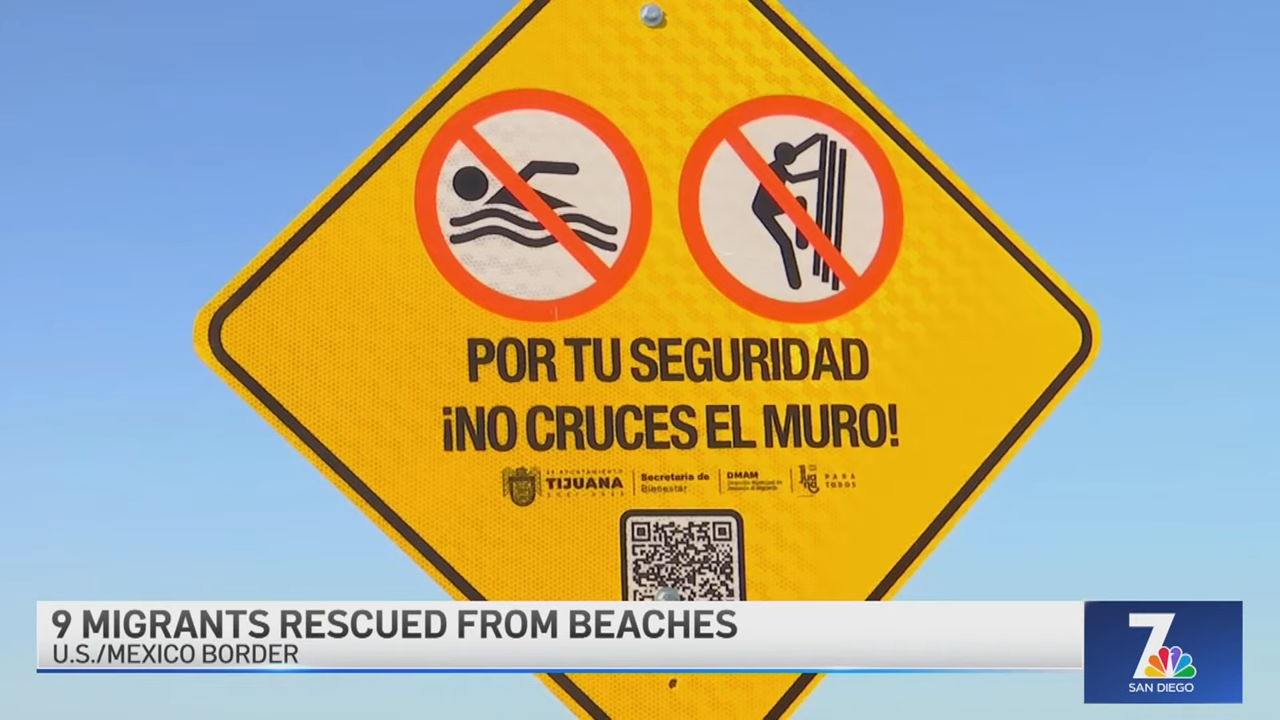 POR TU SEGURIDAD
¡NO CRUCES EL MURO!
TIJUANA
Secretaría de
Bienestar
DMAM
PARA
TODOS
9 MIGRANTS RESCUED FROM BEACHES
U.S./MEXICO BORDER
7
SAN DIEGO